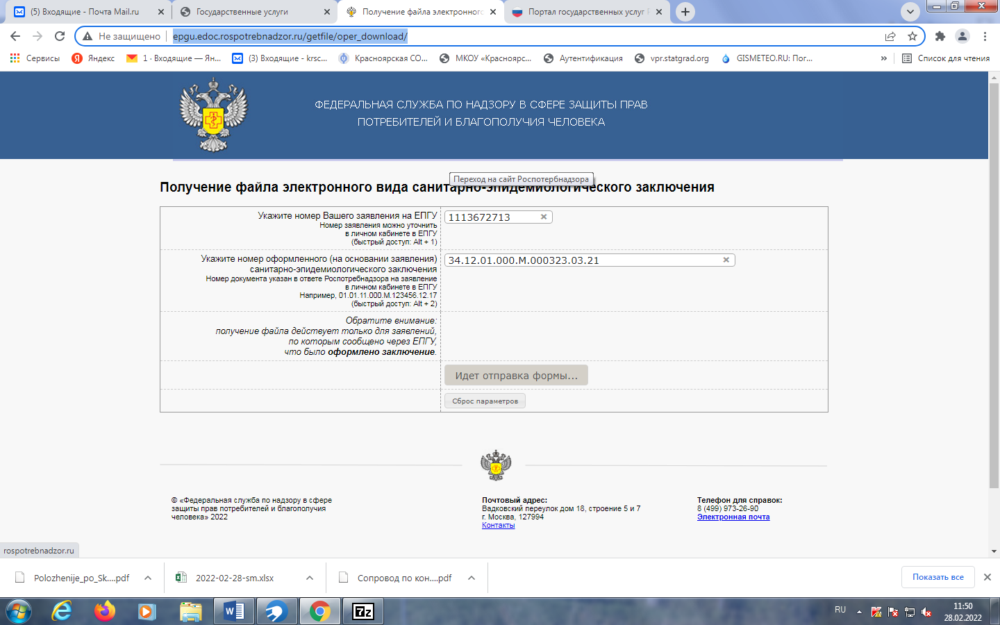 (5) Входящие - Почта Mail.ru
Государственные услуги
Получение файла электронного
Портал государственных услуг
Не защищено
epgu.edoc.rospotrebnadzor.ru/getfile/oper_download/
Сервисы
Яндекс
1 · Входящие — Ян...
(3) Входящие - krsc...
Красноярская СО...
МКОУ «Красноярс...
Аутентификация
vpr.statgrad.org
GISMETEO.RU: Пог...
»
Список для чтения
ФЕДЕРАЛЬНАЯ СЛУЖБА ПО НАДЗОРУ В СФЕРЕ ЗАЩИТЫ ПРАВ
ПОТРЕБИТЕЛЕЙ И БЛАГОПОЛУЧИЯ ЧЕЛОВЕКА
Переход на сайт Роспотербнадзора
Получение файла электронного вида санитарно-эпидемиологического заключения
Укажите номер Вашего заявления на ЕПГУ
Номер заявления можно уточнить
в личном кабинете в ЕПГУ
(быстрый доступ: Alt + 1)
1113672713
Укажите номер оформленного (на основании заявления)
санитарно-эпидемиологического заключения
Номер документа указан в ответе Роспотребнадзора на заявление
в личном кабинете в ЕПГУ
Например, 01.01.11.000.М.123456.12.17
(быстрый доступ: Alt + 2)
34.12.01.000.М.000323.03.21
Обратите внимание:
получение файла действует только для заявлений,
по которым сообщено через ЕПГУ,
что было оформлено заключение.
Идет отправка формы...
Сброс параметров
© «Федеральная служба по надзору в сфере
защиты прав потребителей и благополучия
человека» 2022
Почтовый адрес:
Вадковский переулок дом 18, строение 5 и 7
г. Москва, 127994
Контакты
Телефон для справок:
8 (499) 973-26-90
Электронная почта
rospotrebnadzor.ru
Polozhenije_po_Sk....pdf
2022-02-28-sm.xlsx
Сопровод по кон....pdf
Показать все
7z
RU
11:50
28.02.2022